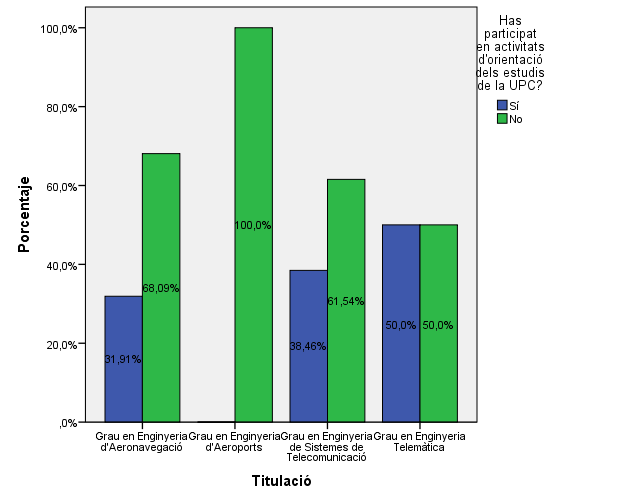 Has
participat
en activitats
d'orientació
dels estudis
de la UPC?
Sí
No
Porcentaje
100,0%
80,0%
60,0%
40,0%
20,0%
,0%
31,91%
68,09%
100,0%
38,46%
61,54%
50,0%
50,0%
Grau en Enginyeria
d'Aeronavegació
Grau en Enginyeria
d'Aeroports
Grau en Enginyeria
de Sistemes de
Telecomunicació
Grau en Enginyeria
Telemàtica
Titulació